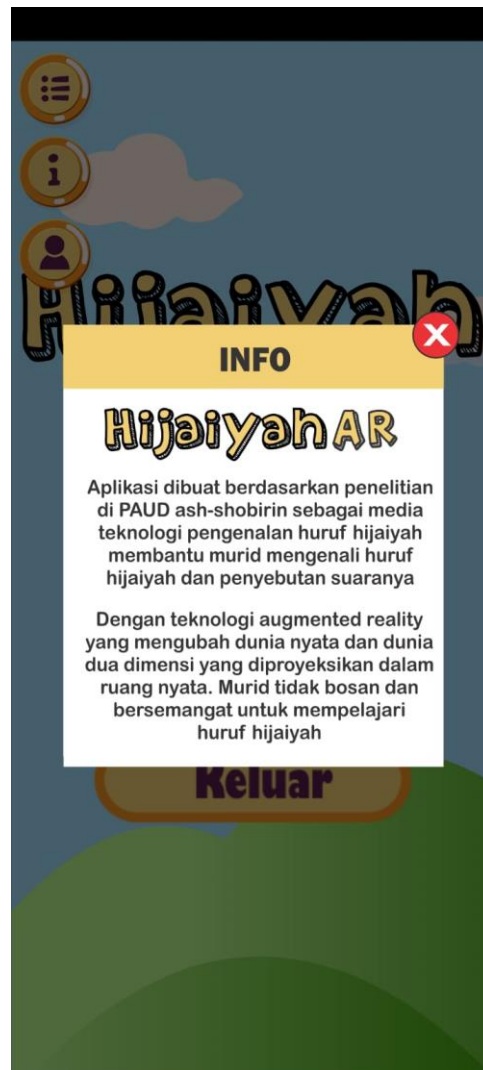 Hijaiyah
INFO
Hijaiyah AR
Aplikasi dibuat berdasarkan penelitian
di PAUD ash-shobirin sebagai media
teknologi pengenalan huruf hijaiyah
membantu murid mengenali huruf
hijaiyah dan penyebutan suaranya
Dengan teknologi augmented reality
yang mengubah dunia nyata dan dunia
dua dimensi yang diproyeksikan dalam
ruang nyata. Murid tidak bosan dan
bersemangat untuk mempelajari
huruf hijaiyah
Keluar